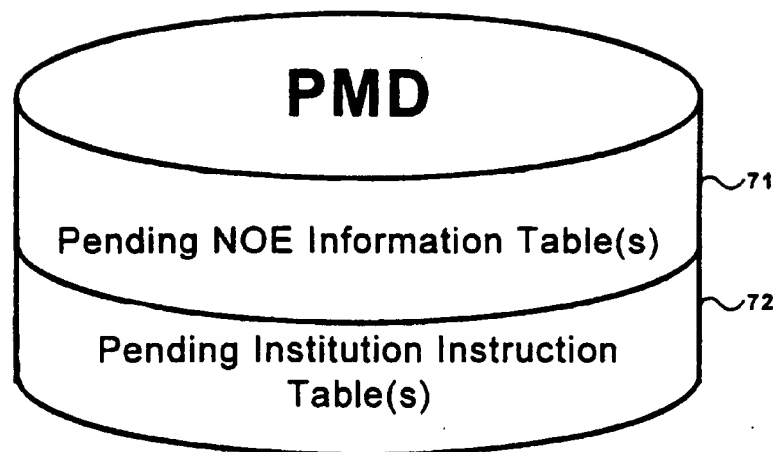 PMD
71
Pending NOE Information Table(s)
72
Pending Institution Instruction
Table(s)